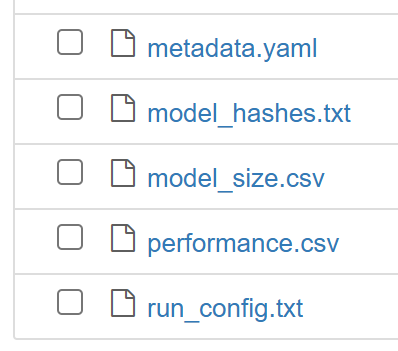 metadata.yaml
model_hashes.txt
model_size.csv
performance.csv
run_config.txt